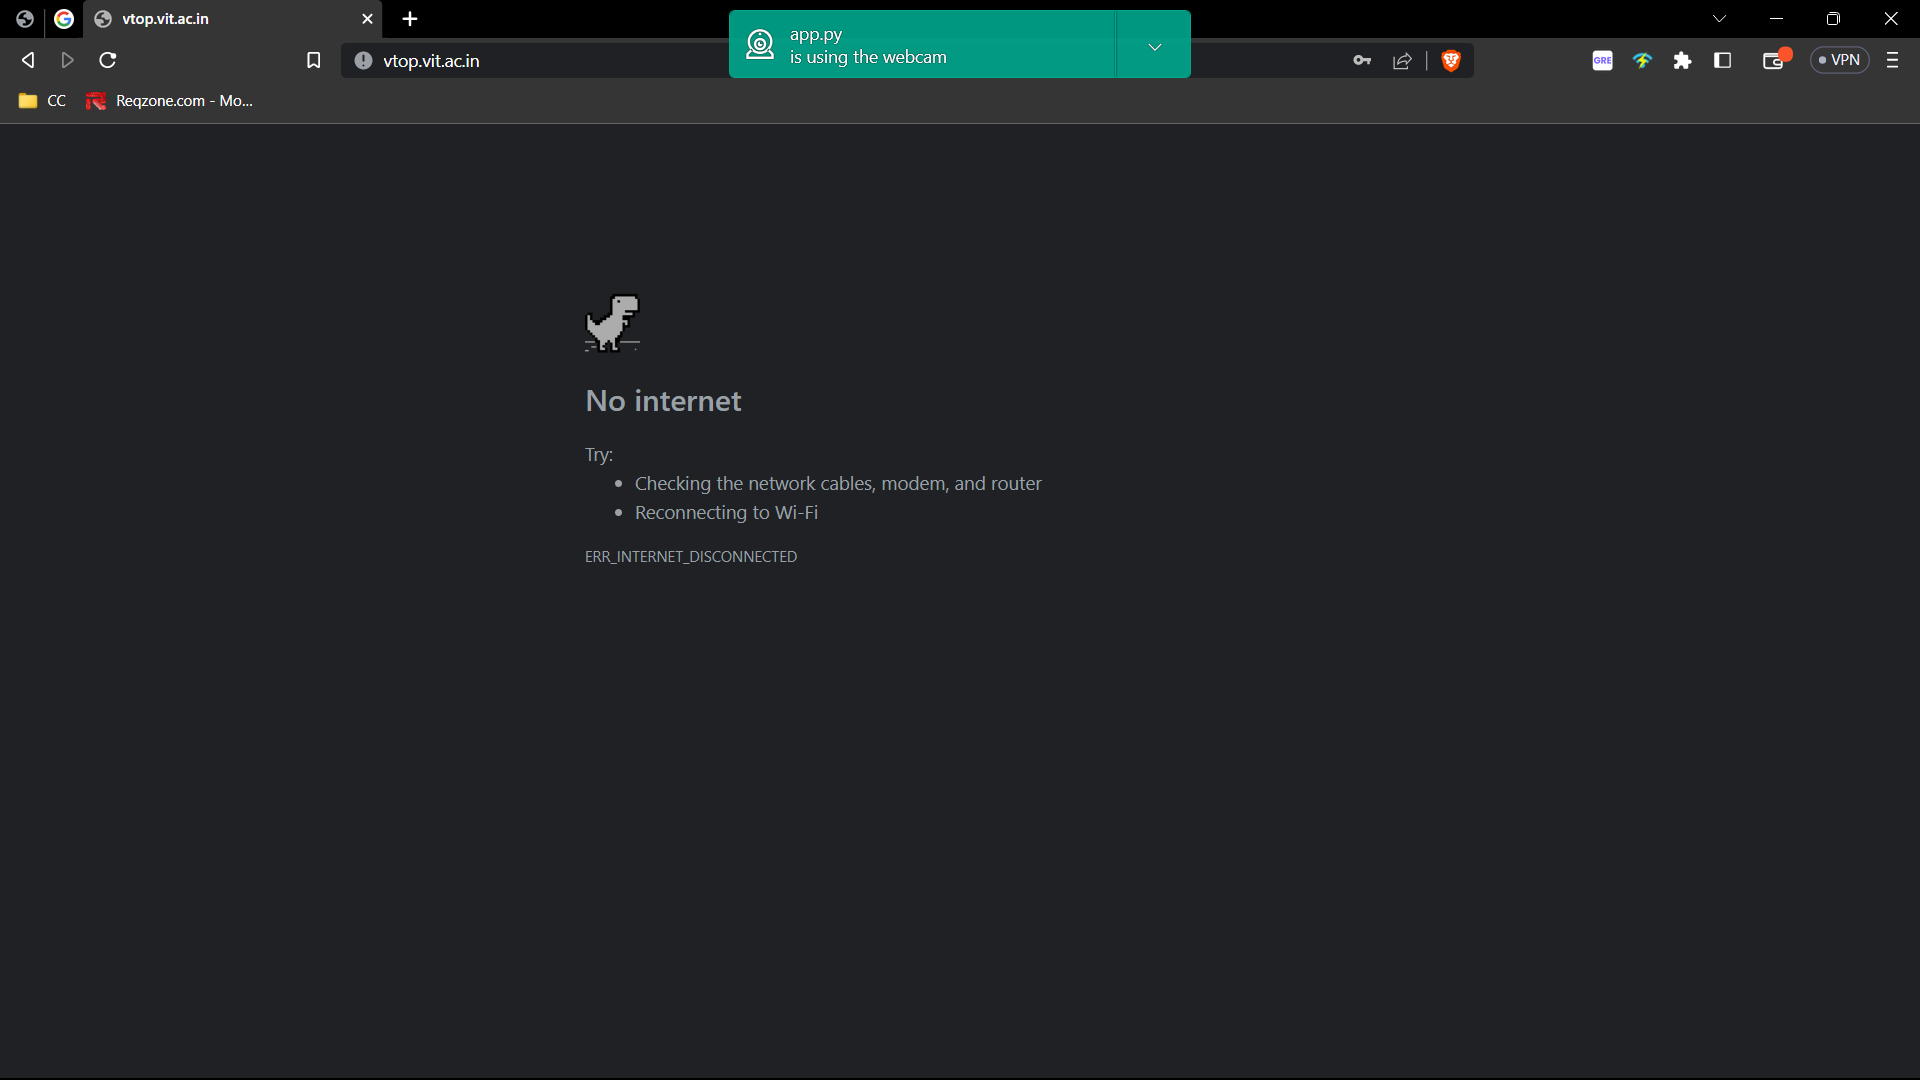 vtop.vit.ac.in
app.py
is using the webcam
vtop.vit.ac.in
GRE
VPN
CC
Reqzone.com - Mo...
No internet
Try:
Checking the network cables, modem, and router
Reconnecting to Wi-Fi
ERR_INTERNET_DISCONNECTED